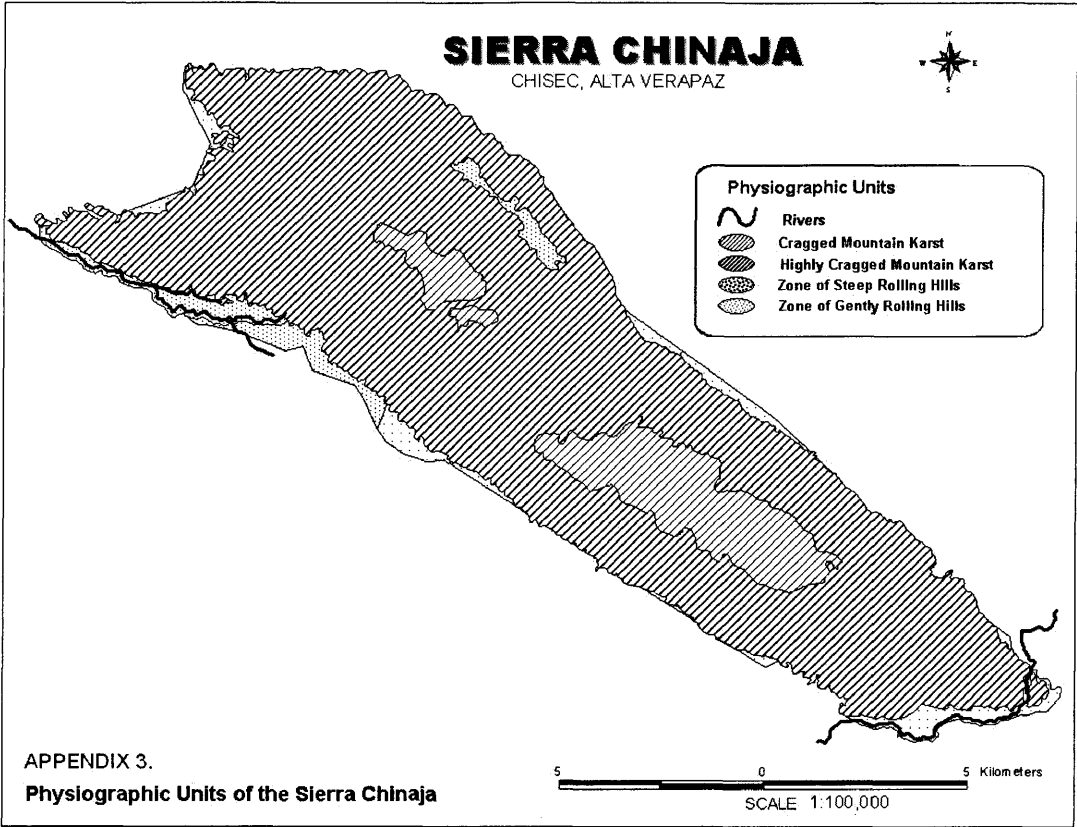 SIERRA CHINAJA
CHISEC, ALTA VERAPAZ
N
W E
S
Physiographic Units
Rivers
Cragged Mountain Karst
Highly Cragged Mountain Karst
Zone of Steep Rolling Hills
Zone of Gently Rolling Hills
APPENDIX 3.
Physiographic Units of the Sierra Chinaja
5 0 5 Kilometers
SCALE 1:100,000